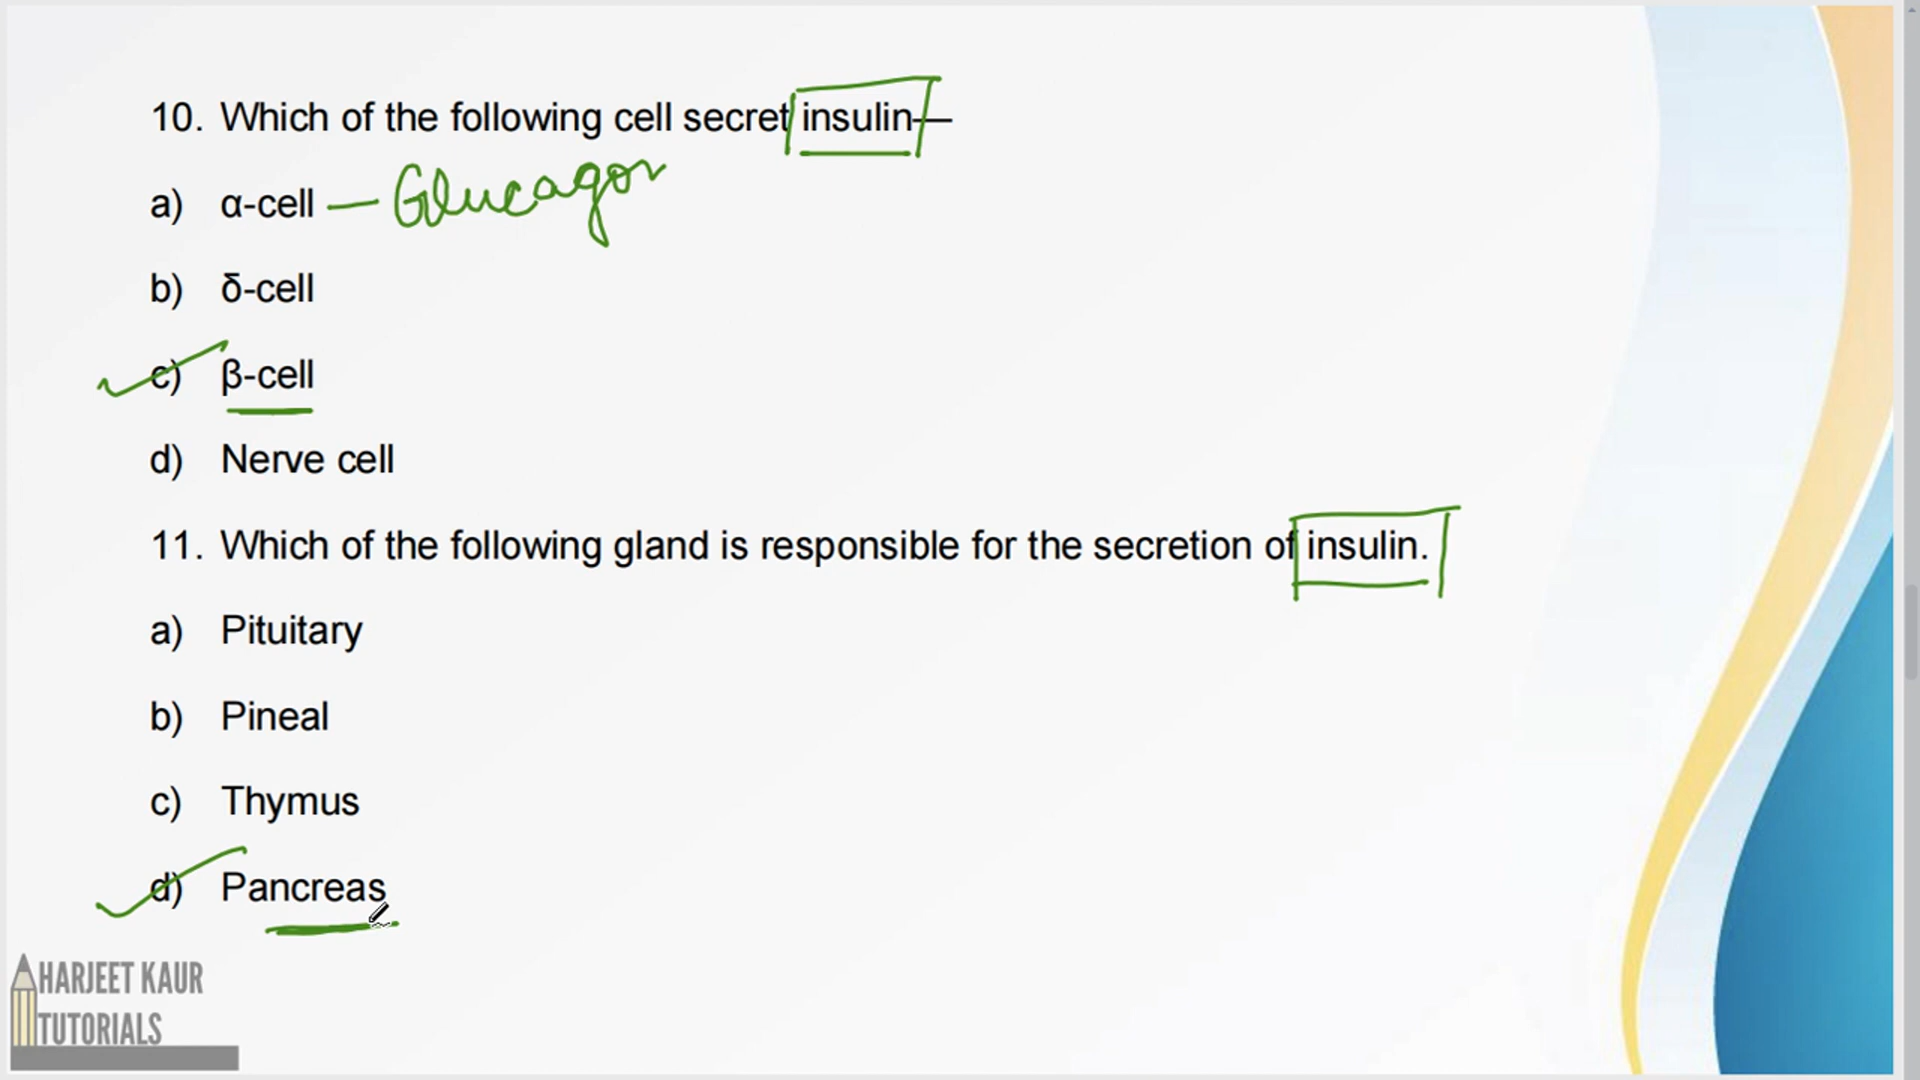 10. Which of the following cell secret insulin—
a) α-cell — Glucagon
b) δ-cell
c) β-cell
d) Nerve cell
11. Which of the following gland is responsible for the secretion of insulin.
a) Pituitary
b) Pineal
c) Thymus
d) Pancreas
HARJEET KAUR
TUTORIALS